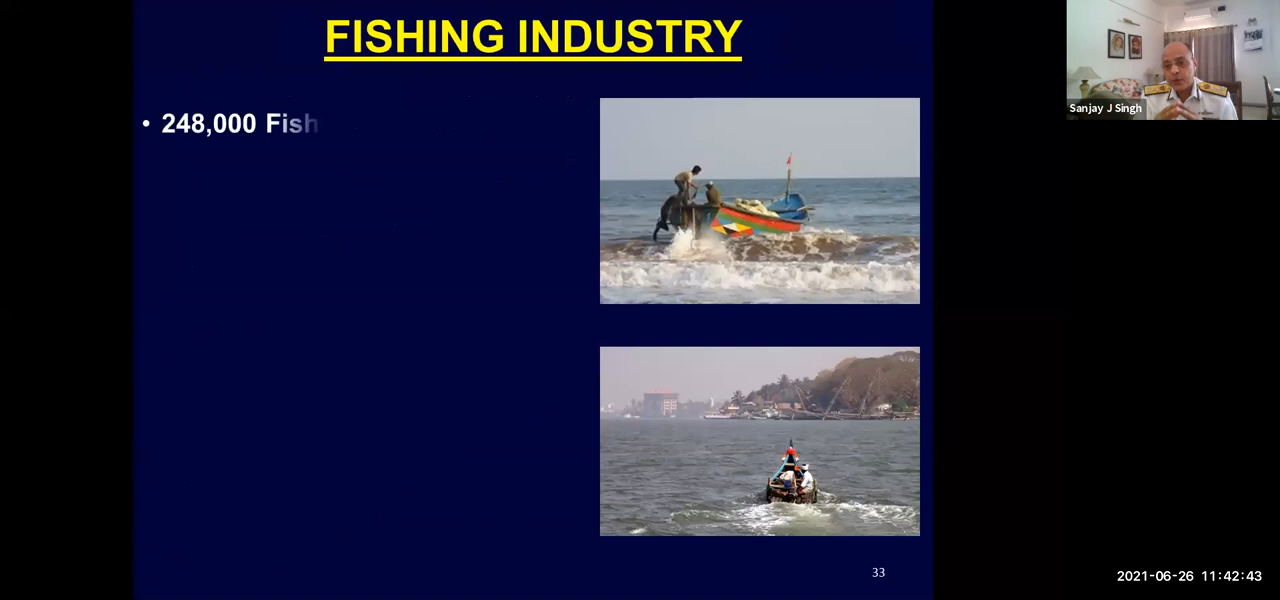 FISHING INDUSTRY
• 248,000 Fish
Sanjay J Singh
33
2021-06-26 11:42:43